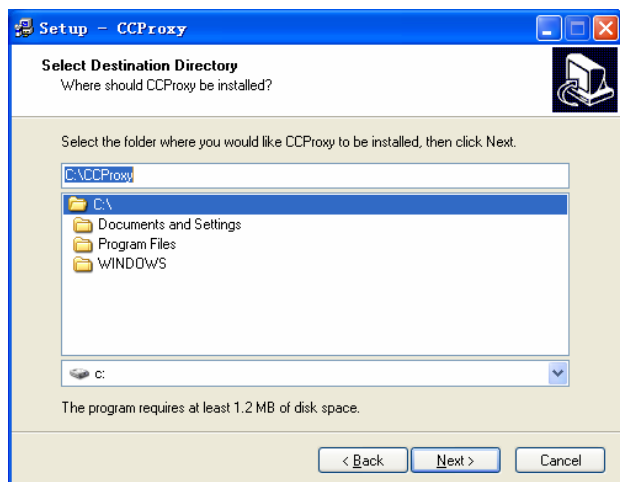 Setup - CCProxy
Select Destination Directory
Where should CCProxy be installed?
Select the folder where you would like CCProxy to be installed, then click Next.
C:\CCProxy
C:\
Documents and Settings
Program Files
WINDOWS
c:
The program requires at least 1.2 MB of disk space.
< Back Next > Cancel